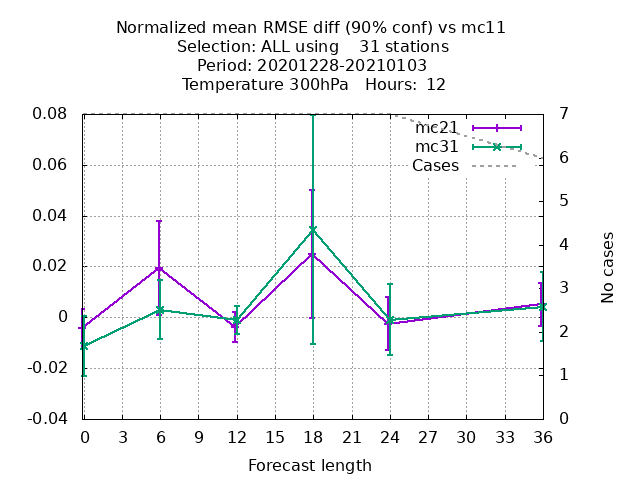 Normalized mean RMSE diff (90% conf) vs mc11
Selection: ALL using    31 stations
Period: 20201228-20210103
Temperature 300hPa   Hours:  12
0.08
0.06
0.04
0.02
0
-0.02
-0.04
7
6
5
4
3
2
1
0
mc21
mc31
Cases
No cases
0 3 6 9 12 15 18 21 24 27 30 33 36
Forecast length